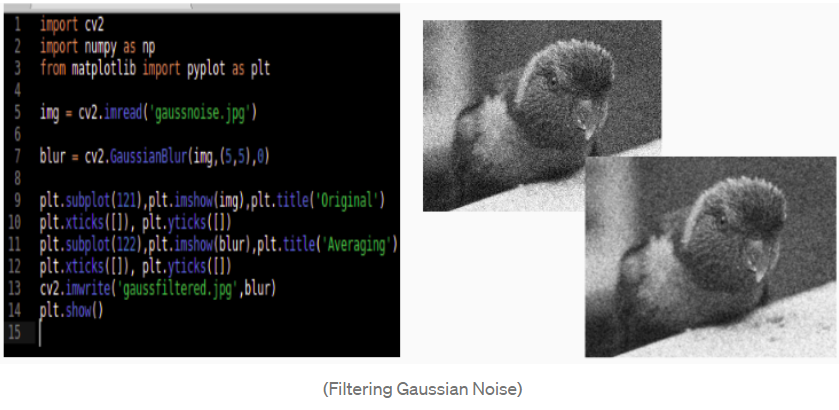 1 import cv2
2 import numpy as np
3 from matplotlib import pyplot as plt
4
5 img = cv2.imread('gaussnoise.jpg')
6
7 blur = cv2.GaussianBlur(img,(5,5),0)
8
9 plt.subplot(121),plt.imshow(img),plt.title('Original')
10 plt.xticks([]), plt.yticks([])
11 plt.subplot(122),plt.imshow(blur),plt.title('Averaging')
12 plt.xticks([]), plt.yticks([])
13 cv2.imwrite('gaussfiltered.jpg',blur)
14 plt.show()
15
(Filtering Gaussian Noise)